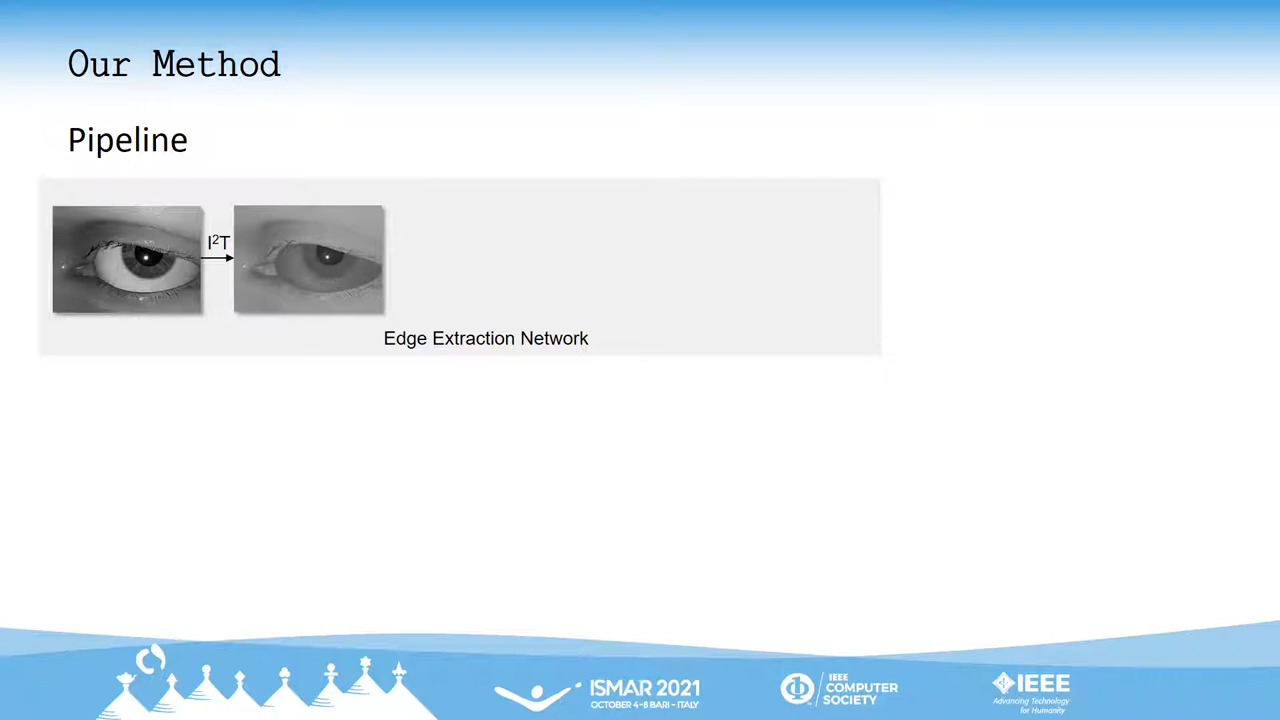 Our Method
Pipeline
I²T
Edge Extraction Network
ISMAR 2021
OCTOBER 4-8 BARI - ITALY
IEEE
COMPUTER
SOCIETY
IEEE
Advancing Technology
for Humanity